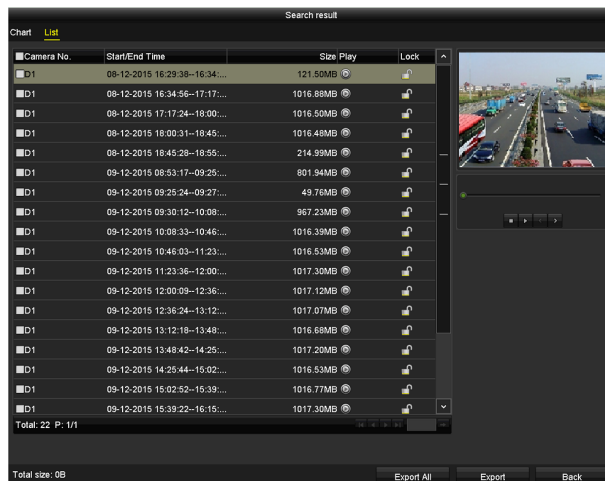 Search result
Chart List
Camera No. Start/End Time Size Play Lock
D1 08-12-2015 16:29:38--16:34:... 121.50MB
D1 08-12-2015 16:34:56--17:17:... 1016.88MB
D1 08-12-2015 17:17:24--18:00:... 1016.50MB
D1 08-12-2015 18:00:31--18:45:... 1016.48MB
D1 08-12-2015 18:45:28--18:55:... 214.99MB
D1 09-12-2015 08:53:17--09:25:... 801.94MB
D1 09-12-2015 09:25:24--09:27:... 49.76MB
D1 09-12-2015 09:30:12--10:08:... 967.23MB
D1 09-12-2015 10:08:33--10:46:... 1016.39MB
D1 09-12-2015 10:46:03--11:23:... 1016.53MB
D1 09-12-2015 11:23:36--12:00:... 1017.30MB
D1 09-12-2015 12:00:09--12:36:... 1017.12MB
D1 09-12-2015 12:36:24--13:12:... 1017.07MB
D1 09-12-2015 13:12:18--13:48:... 1016.68MB
D1 09-12-2015 13:48:42--14:25:... 1017.20MB
D1 09-12-2015 14:25:44--15:02:... 1016.53MB
D1 09-12-2015 15:02:52--15:39:... 1016.77MB
D1 09-12-2015 15:39:22--16:15:... 1017.30MB
Total: 22 P: 1/1
Total size: 0B Export All Export Back